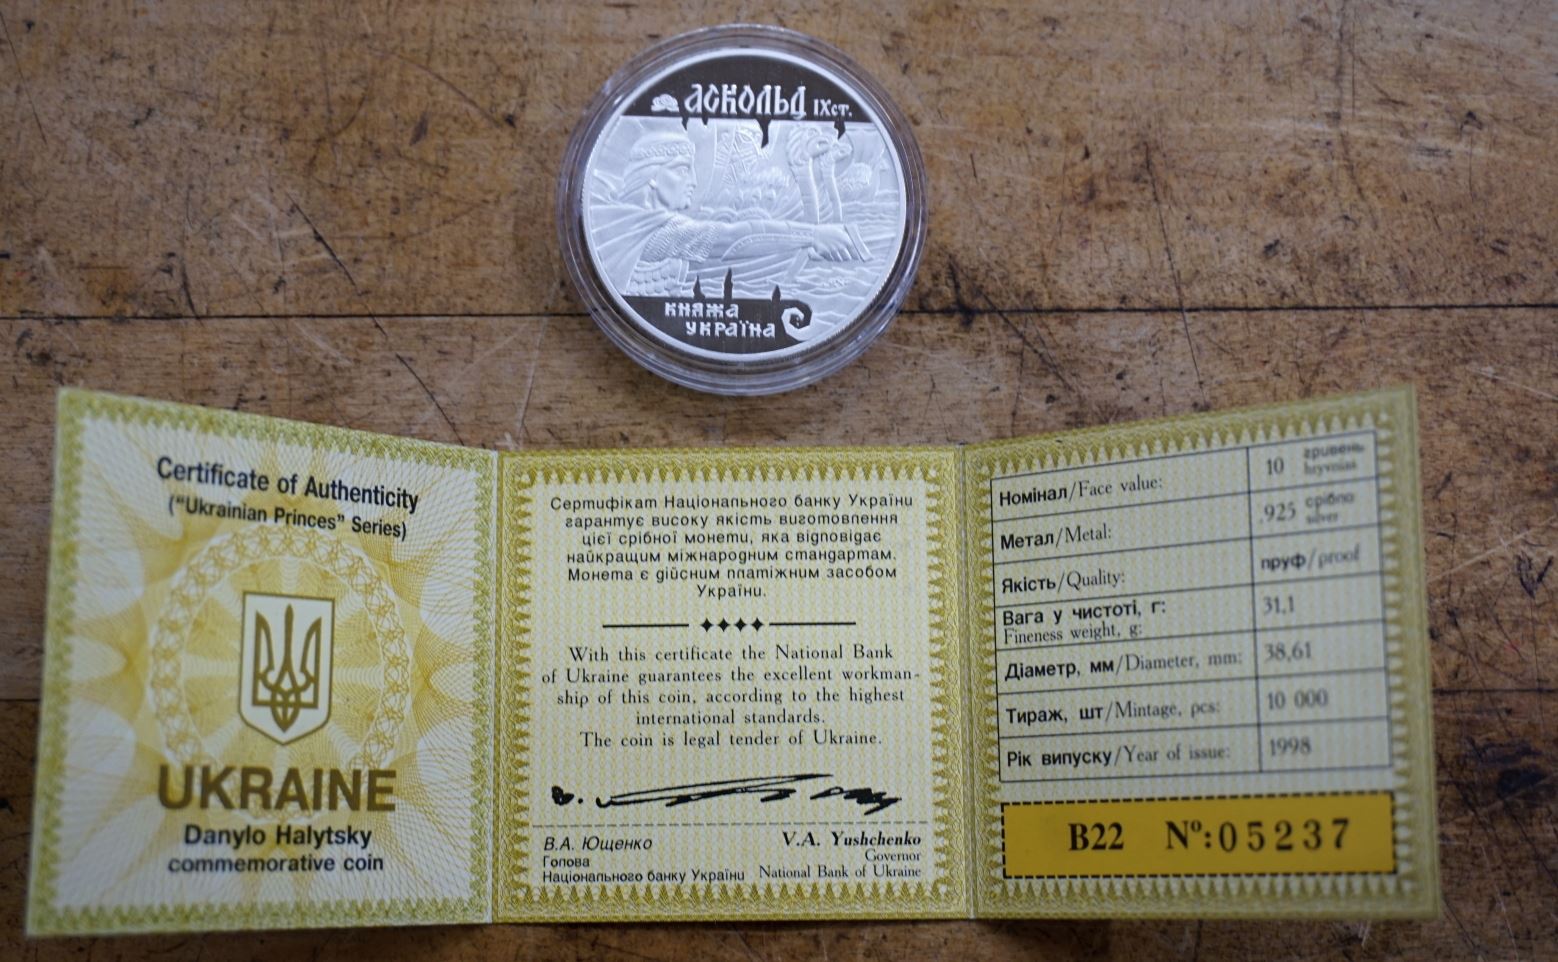 АСКОЛЬД IXст.
КНЯЖА
УКРАЇНА
Certificate of Authenticity
("Ukrainian Princes" Series)
UKRAINE
Danylo Halytsky
commemorative coin
Сертифікат Національного банку України
гарантує високу якість виготовлення
цієї срібної монети, яка відповідає
найкращим міжнародним стандартам.
Монета є дійсним платіжним засобом
України.
With this certificate the National Bank
of Ukraine guarantees the excellent workman-
ship of this coin, according to the highest
international standards.
The coin is legal tender of Ukraine.
В.А. Ющенко
Голова
Національного банку України
V.A. Yushchenko
Governor
National Bank of Ukraine
Номінал/Face value: 10 гривень
hryvnias
Метал/Metal: .925 срібло
silver
Якість/Quality: пруф/proof
Вага у чистоті, г: 31,1
Fineness weight, g:
Діаметр, мм/Diameter, mm: 38,61
Тираж, шт/Mintage, pcs: 10 000
Рік випуску/Year of issue: 1998
B22 Nº:05237